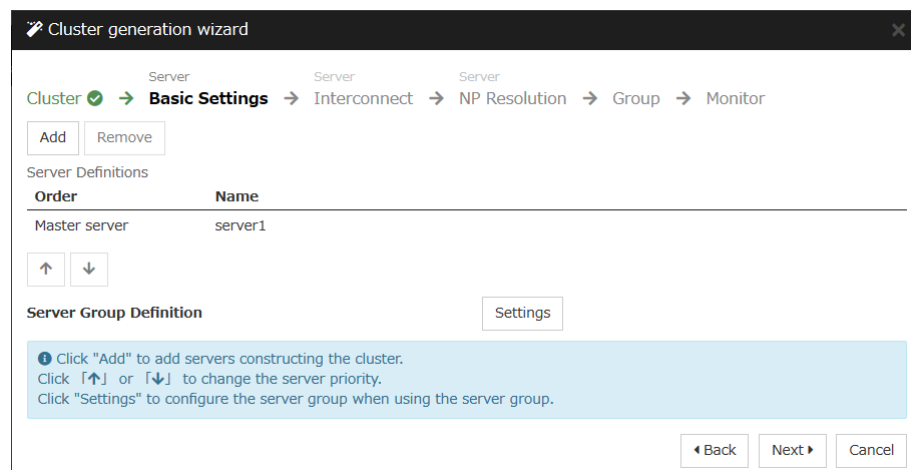 Cluster generation wizard
Server Server Server
Cluster → Basic Settings → Interconnect → NP Resolution → Group → Monitor
Add Remove
Server Definitions
Order Name
Master server server1
↑ ↓
Server Group Definition Settings
Click "Add" to add servers constructing the cluster.
Click 「↑」 or 「↓」 to change the server priority.
Click "Settings" to configure the server group when using the server group.
Back Next Cancel